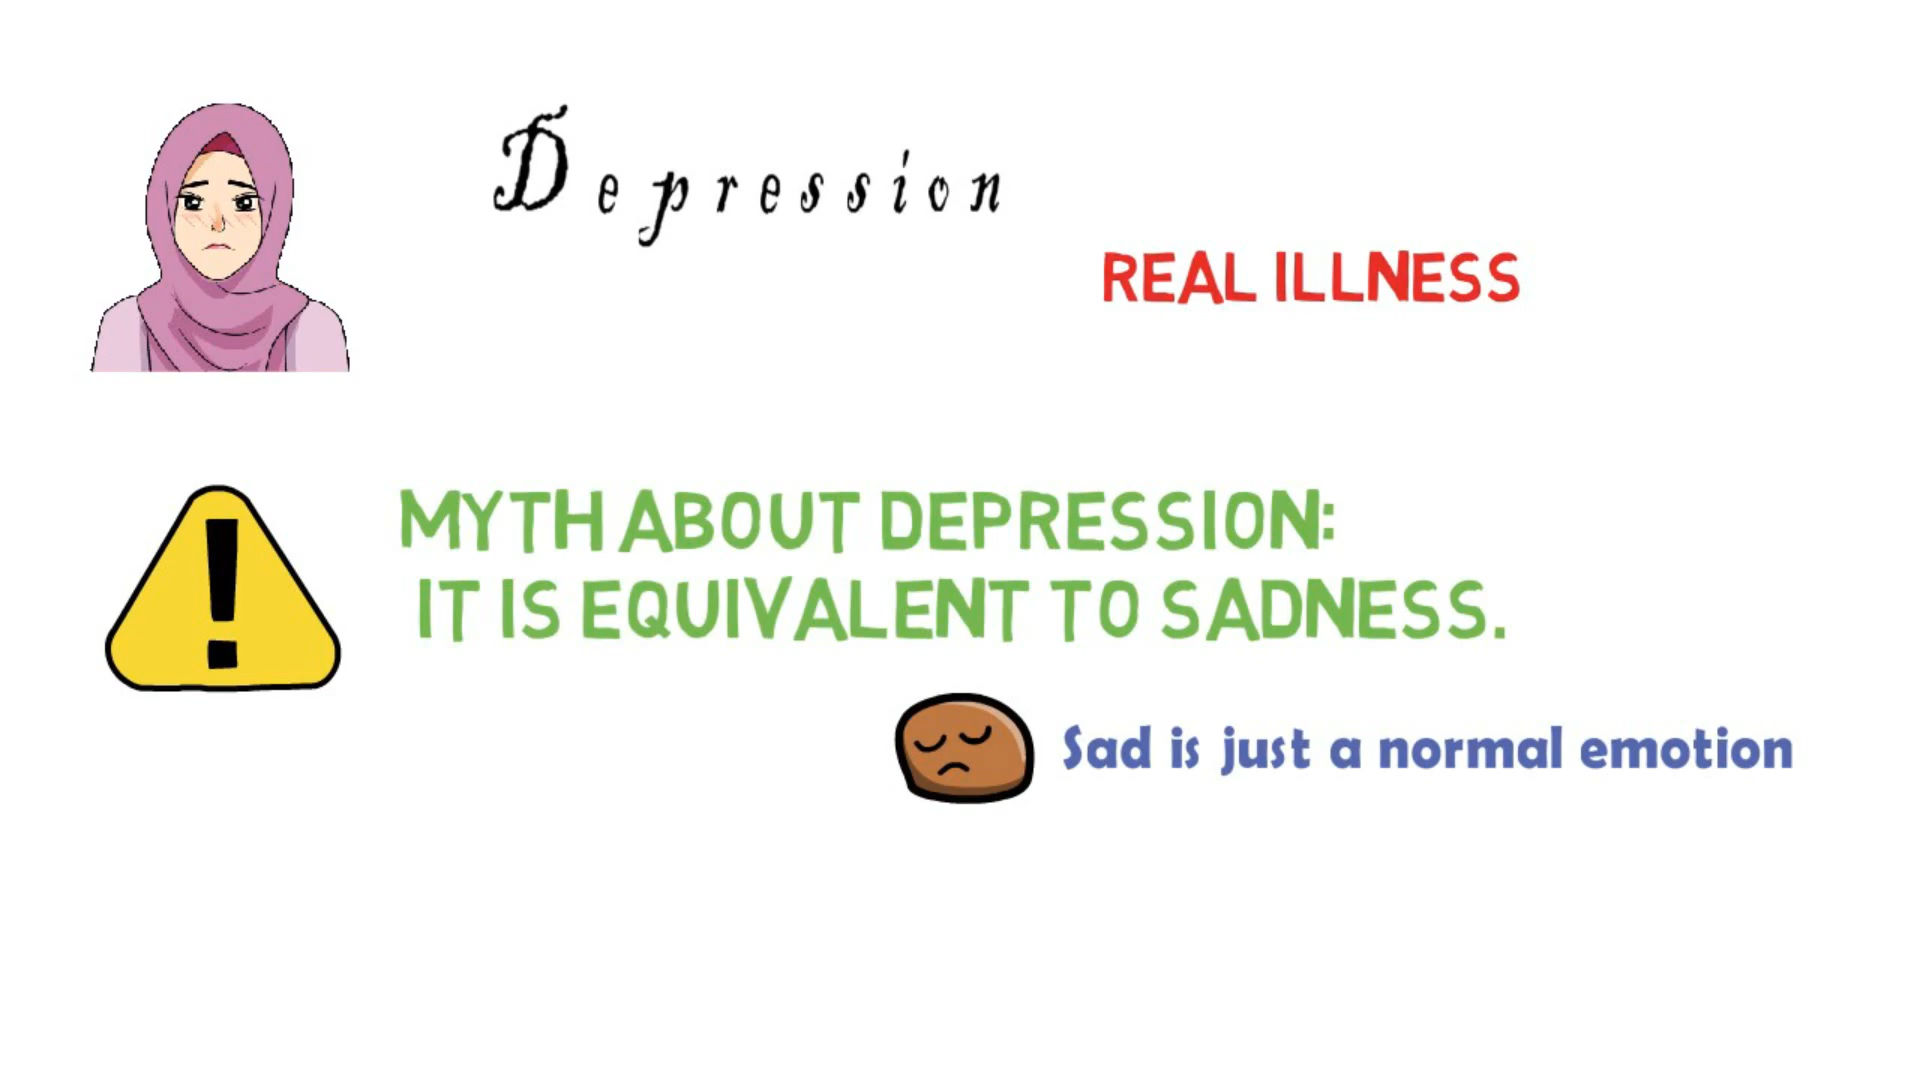 Depression
REAL ILLNESS
MYTH ABOUT DEPRESSION:
IT IS EQUIVALENT TO SADNESS.
Sad is just a normal emotion